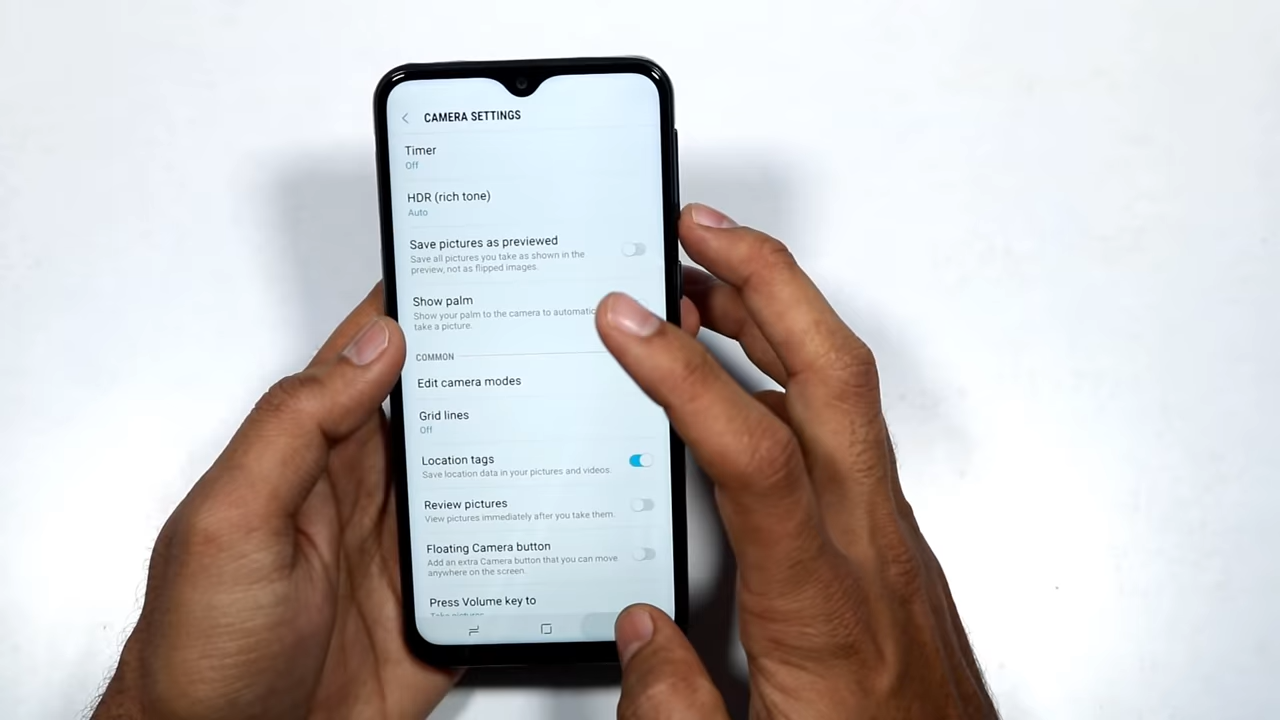 CAMERA SETTINGS
Timer
Off
HDR (rich tone)
Auto
Save pictures as previewed
Save all pictures you take as shown in the
preview, not as flipped images.
Show palm
Show your palm to the camera to
take a picture.
COMMON
Edit camera modes
Grid lines
Off
Location tags
Save location data in your pictures and videos.
Review pictures
View pictures immediately after you take them.
Floating Camera button
Add an extra Camera button that you can move
anywhere on the screen.
Press Volume key to